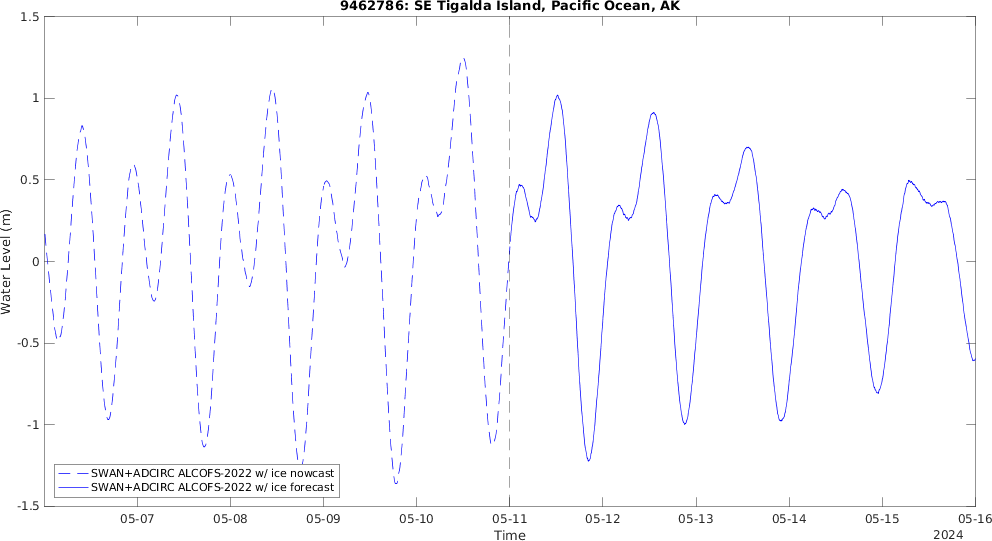 9462786: SE Tigalda Island, Pacific Ocean, AK
1.5
1
0.5
0
-0.5
-1
-1.5
Water Level (m)
SWAN+ADCIRC ALCOFS-2022 w/ ice nowcast
SWAN+ADCIRC ALCOFS-2022 w/ ice forecast
05-07 05-08 05-09 05-10 05-11 05-12 05-13 05-14 05-15 05-16
Time
2024